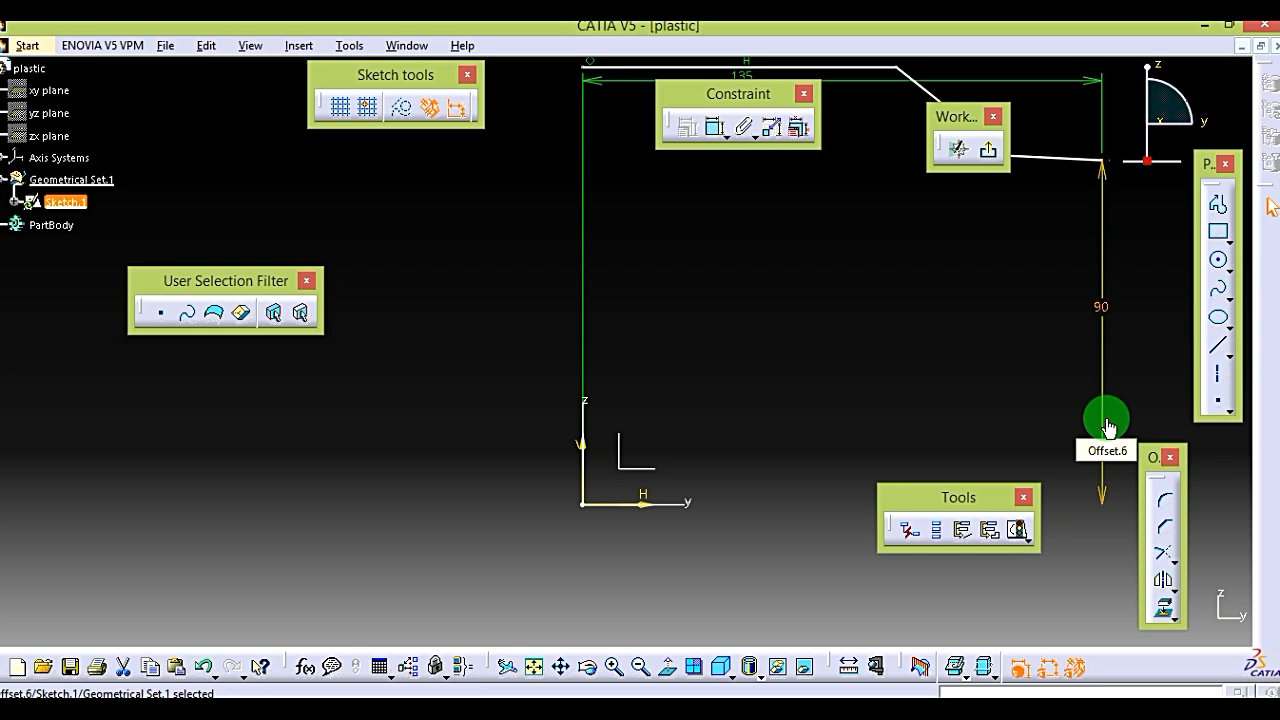 CATIA V5 - [plastic]
Start ENOVIA V5 VPM File Edit View Insert Tools Window Help
plastic
xy plane
yz plane
zx plane
Axis Systems
Geometrical Set.1
Sketch.1
PartBody
Sketch tools
Constraint
Work...
P..
User Selection Filter
H
135
z
x
y
90
Offset.6
z
V
H
y
Tools
O.
z
y
f(x)
CATIA
ffset.6/Sketch.1/Geometrical Set.1 selected